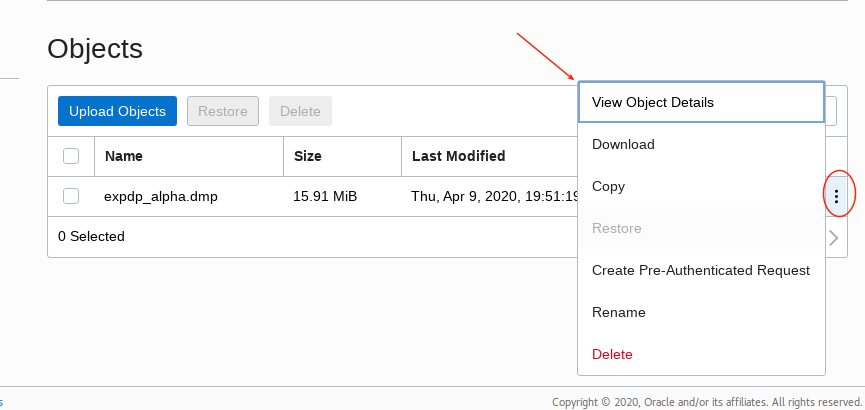 Objects
Upload Objects Restore Delete
Name Size Last Modified
expdp_alpha.dmp 15.91 MiB Thu, Apr 9, 2020, 19:51:19
0 Selected
View Object Details
Download
Copy
Restore
Create Pre-Authenticated Request
Rename
Delete
Copyright © 2020, Oracle and/or its affiliates. All rights reserved.